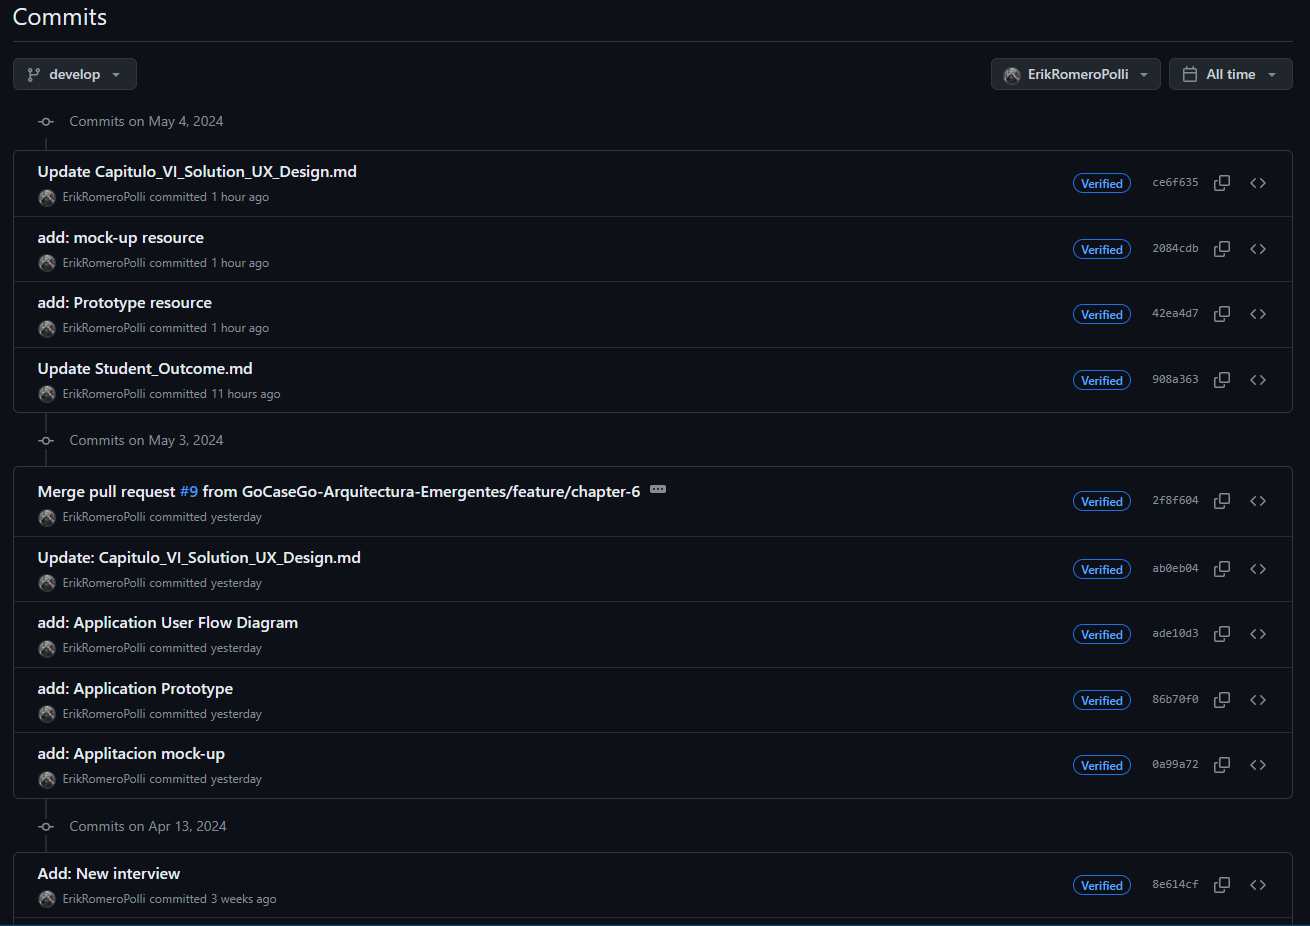 Commits
develop
ErikRomeroPolli
All time
Commits on May 4, 2024
Update Capitulo_VI_Solution_UX_Design.md
ErikRomeroPolli committed 1 hour ago
Verified
ce6f635
add: mock-up resource
ErikRomeroPolli committed 1 hour ago
Verified
2084cdb
add: Prototype resource
ErikRomeroPolli committed 1 hour ago
Verified
42ea4d7
Update Student_Outcome.md
ErikRomeroPolli committed 11 hours ago
Verified
908a363
Commits on May 3, 2024
Merge pull request #9 from GoCaseGo-Arquitectura-Emergentes/feature/chapter-6
ErikRomeroPolli committed yesterday
Verified
2f8f604
Update: Capitulo_VI_Solution_UX_Design.md
ErikRomeroPolli committed yesterday
Verified
ab0eb04
add: Application User Flow Diagram
ErikRomeroPolli committed yesterday
Verified
ade10d3
add: Application Prototype
ErikRomeroPolli committed yesterday
Verified
86b70f0
add: Applitacion mock-up
ErikRomeroPolli committed yesterday
Verified
0a99a72
Commits on Apr 13, 2024
Add: New interview
ErikRomeroPolli committed 3 weeks ago
Verified
8e614cf